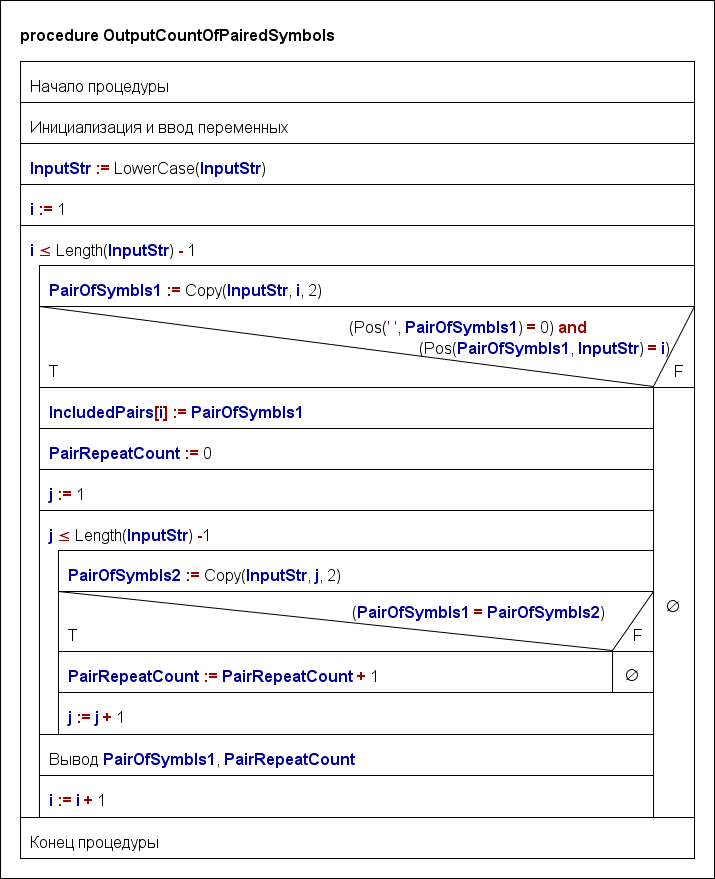 procedure OutputCountOfPairedSymbols
Начало процедуры
Инициализация и ввод переменных
InputStr := LowerCase(InputStr)
i := 1
i ≤ Length(InputStr) - 1
PairOfSymbls1 := Copy(InputStr, i, 2)
(Pos(' ', PairOfSymbls1) = 0) and
(Pos(PairOfSymbls1, InputStr) = i)
T F
IncludedPairs[i] := PairOfSymbls1
PairRepeatCount := 0
j := 1
j ≤ Length(InputStr) -1
PairOfSymbls2 := Copy(InputStr, j, 2)
(PairOfSymbls1 = PairOfSymbls2)
T F
PairRepeatCount := PairRepeatCount + 1
∅
j := j + 1
∅
Вывод PairOfSymbls1, PairRepeatCount
i := i + 1
Конец процедуры